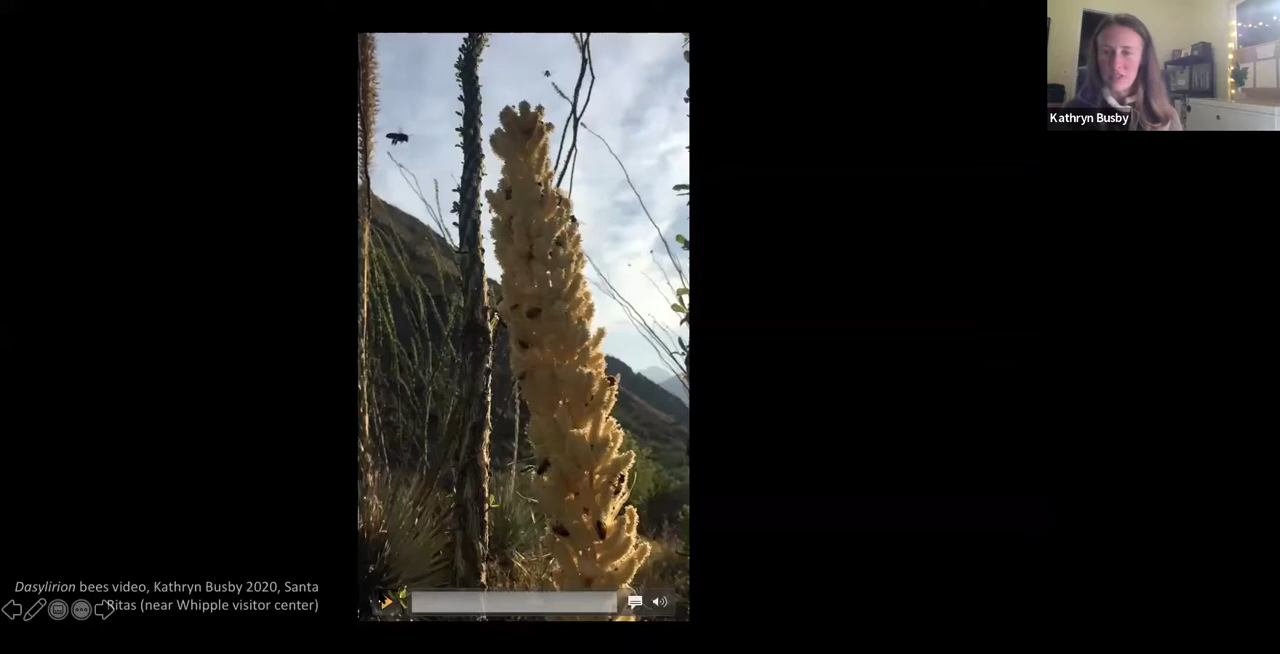 Kathryn Busby
Dasylirion bees video, Kathryn Busby 2020, Santa
Ritas (near Whipple visitor center)